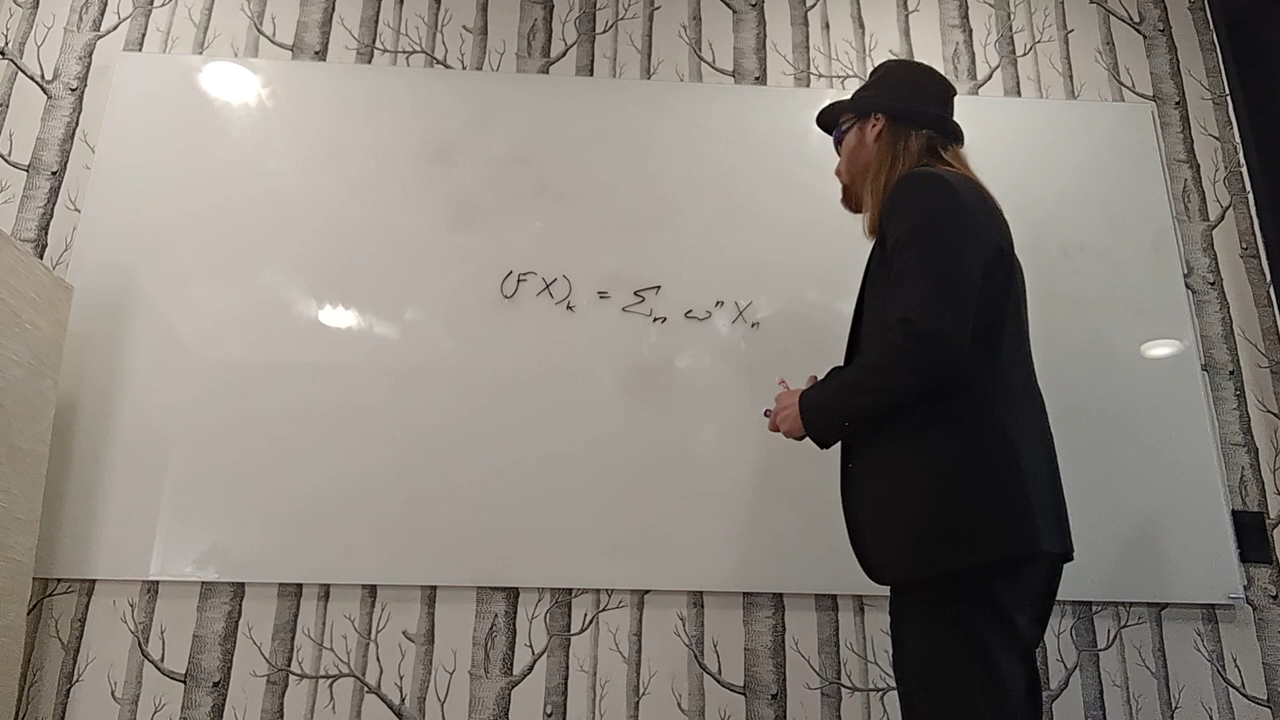 (FX)ₖ = Σₙ ωⁿ Xₙ